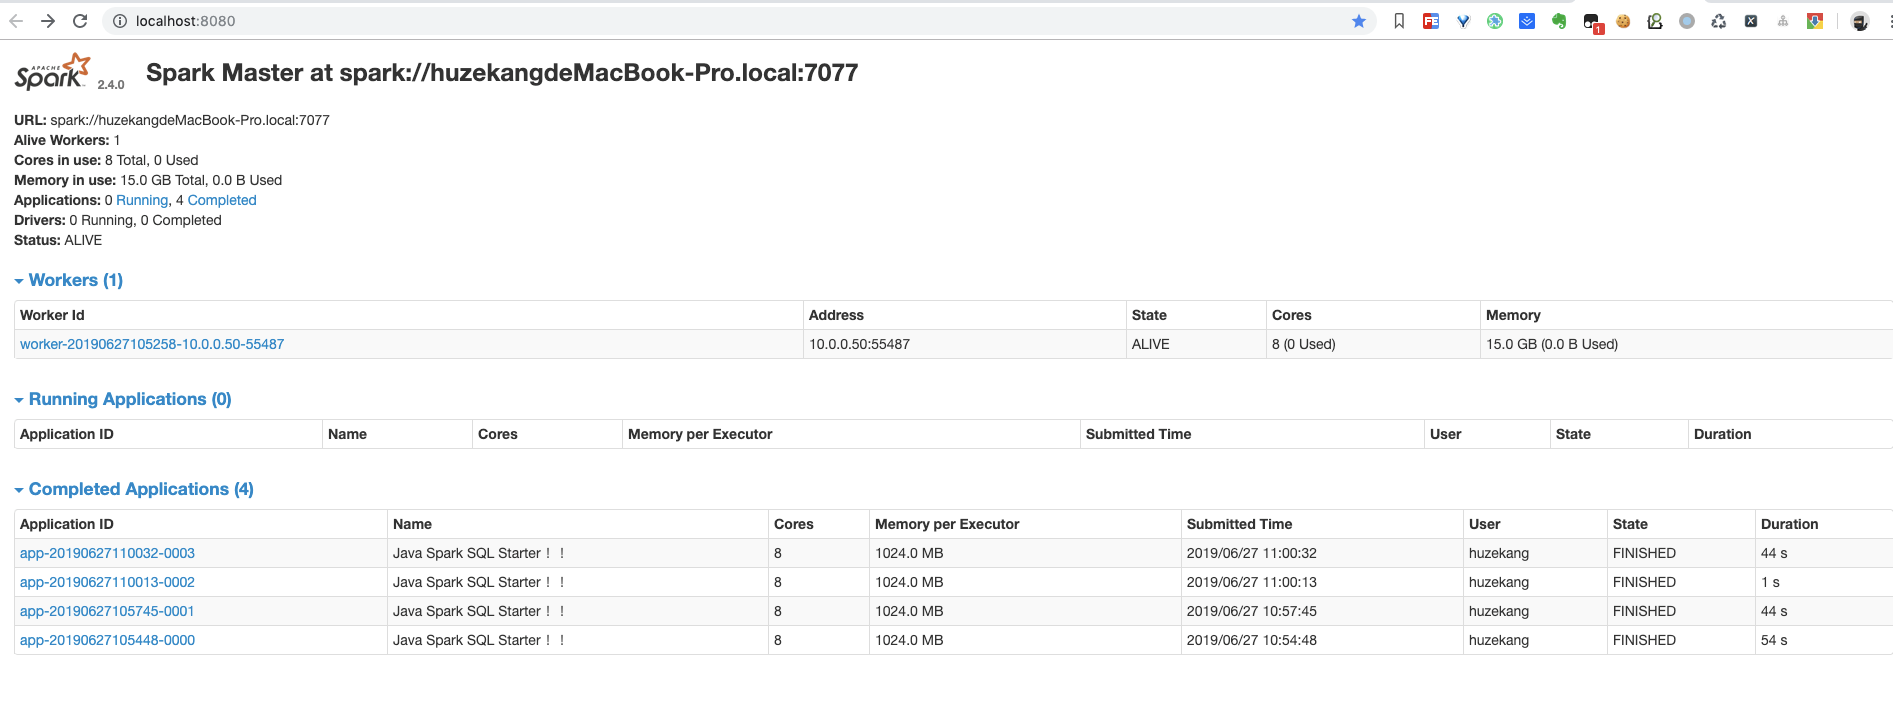 localhost:8080
FE
1
APACHE
Spark 2.4.0 Spark Master at spark://huzekangdeMacBook-Pro.local:7077
URL: spark://huzekangdeMacBook-Pro.local:7077
Alive Workers: 1
Cores in use: 8 Total, 0 Used
Memory in use: 15.0 GB Total, 0.0 B Used
Applications: 0 Running, 4 Completed
Drivers: 0 Running, 0 Completed
Status: ALIVE
Workers (1)
Worker Id Address State Cores Memory
worker-20190627105258-10.0.0.50-55487 10.0.0.50:55487 ALIVE 8 (0 Used) 15.0 GB (0.0 B Used)
Running Applications (0)
Application ID Name Cores Memory per Executor Submitted Time User State Duration
Completed Applications (4)
Application ID Name Cores Memory per Executor Submitted Time User State Duration
app-20190627110032-0003 Java Spark SQL Starter！！ 8 1024.0 MB 2019/06/27 11:00:32 huzekang FINISHED 44 s
app-20190627110013-0002 Java Spark SQL Starter！！ 8 1024.0 MB 2019/06/27 11:00:13 huzekang FINISHED 1 s
app-20190627105745-0001 Java Spark SQL Starter！！ 8 1024.0 MB 2019/06/27 10:57:45 huzekang FINISHED 44 s
app-20190627105448-0000 Java Spark SQL Starter！！ 8 1024.0 MB 2019/06/27 10:54:48 huzekang FINISHED 54 s